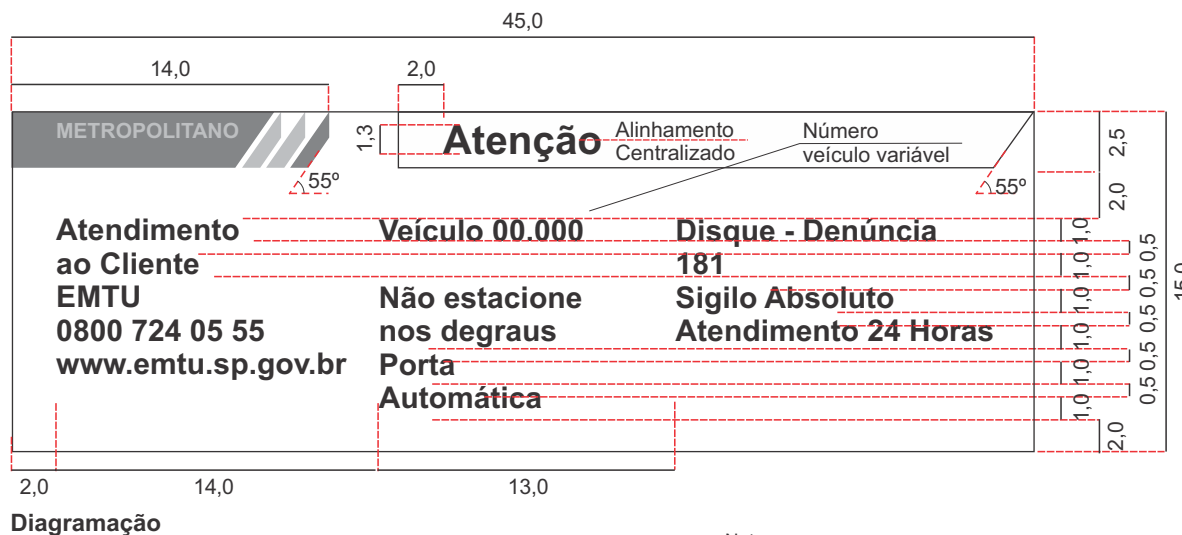 45,0
14,0
2,0
METROPOLITANO
1,3
Atenção
Alinhamento
Centralizado
Número
veículo variável
2,5
55º
55º
2,0
Atendimento
ao Cliente
EMTU
0800 724 05 55
www.emtu.sp.gov.br
Veículo 00.000
Não estacione
nos degraus
Porta
Automática
Disque - Denúncia
181
Sigilo Absoluto
Atendimento 24 Horas
1,0
1,0
1,0
1,0
1,0
1,0
0,5
0,5
0,5
0,5
0,5
2,0
15,0
2,0
14,0
13,0
Diagramação